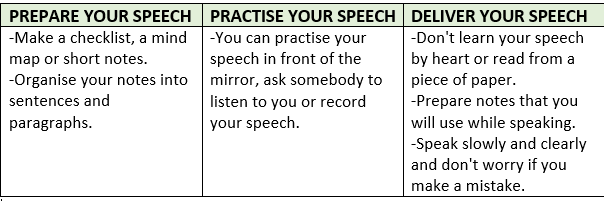 PREPARE YOUR SPEECH
-Make a checklist, a mind
map or short notes.
-Organise your notes into
sentences and
paragraphs.
PRACTISE YOUR SPEECH
-You can practise your
speech in front of the
mirror, ask somebody to
listen to you or record
your speech.
DELIVER YOUR SPEECH
-Don't learn your speech
by heart or read from a
piece of paper.
-Prepare notes that you
will use while speaking.
-Speak slowly and clearly
and don't worry if you
make a mistake.